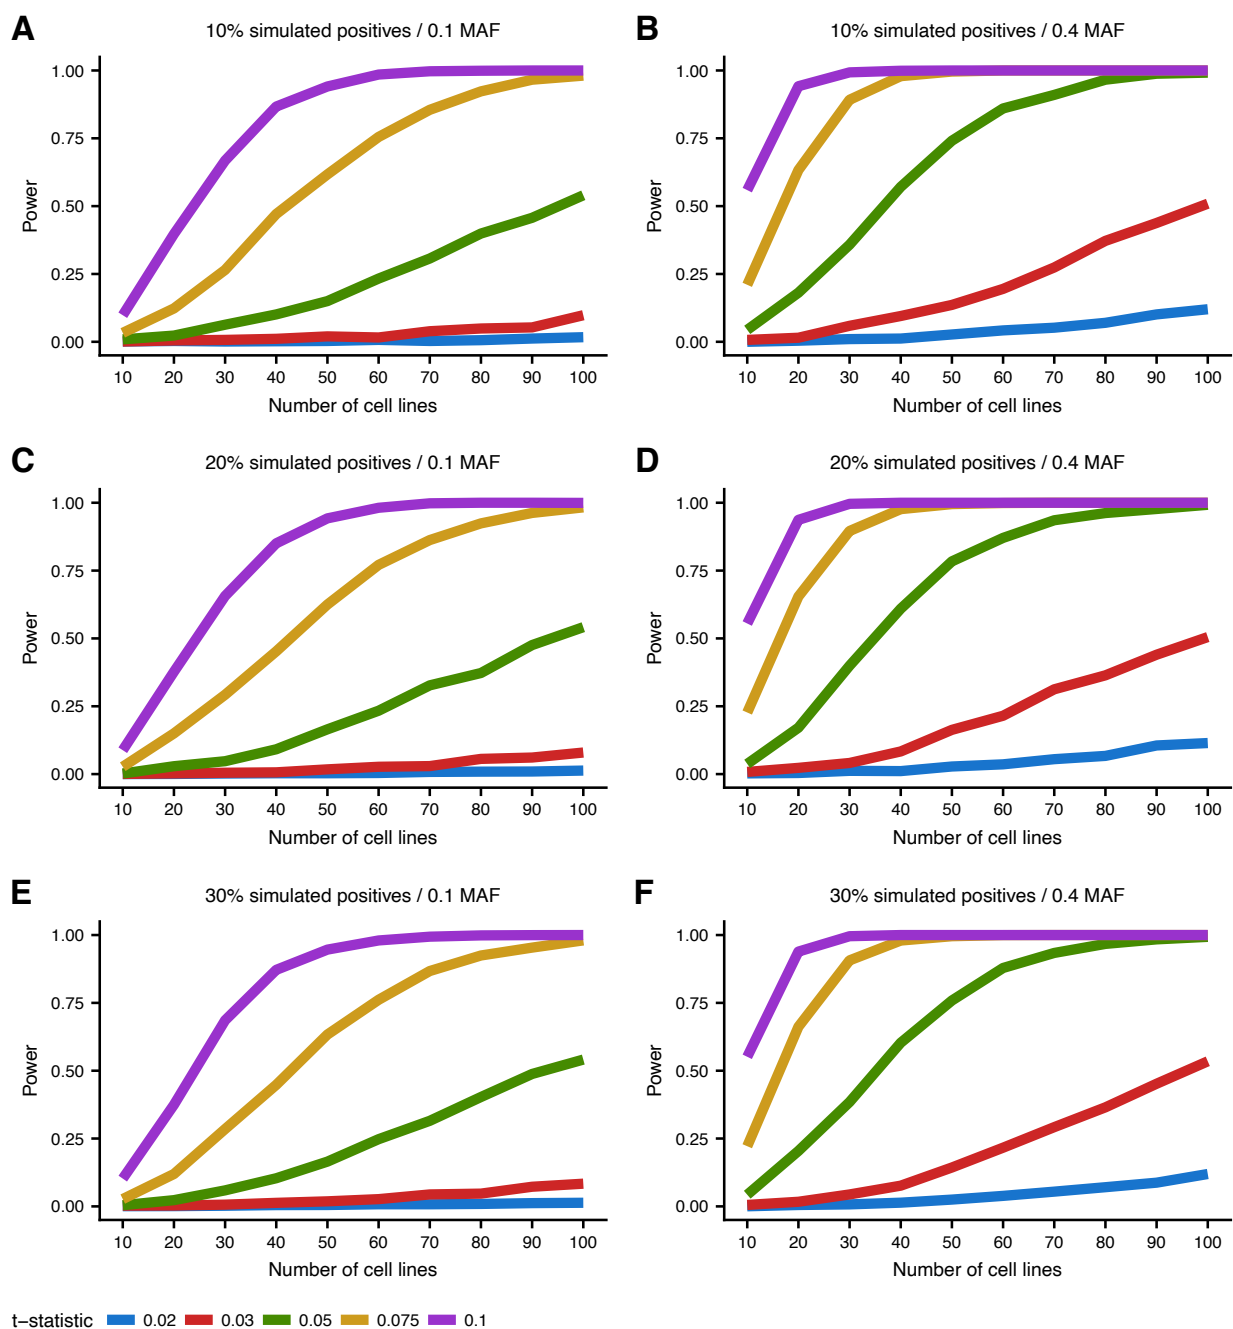 A
10% simulated positives / 0.1 MAF
1.00
0.75
0.50
0.25
0.00
Power
10 20 30 40 50 60 70 80 90 100
Number of cell lines
B
10% simulated positives / 0.4 MAF
1.00
0.75
0.50
0.25
0.00
Power
10 20 30 40 50 60 70 80 90 100
Number of cell lines
C
20% simulated positives / 0.1 MAF
1.00
0.75
0.50
0.25
0.00
Power
10 20 30 40 50 60 70 80 90 100
Number of cell lines
D
20% simulated positives / 0.4 MAF
1.00
0.75
0.50
0.25
0.00
Power
10 20 30 40 50 60 70 80 90 100
Number of cell lines
E
30% simulated positives / 0.1 MAF
1.00
0.75
0.50
0.25
0.00
Power
10 20 30 40 50 60 70 80 90 100
Number of cell lines
F
30% simulated positives / 0.4 MAF
1.00
0.75
0.50
0.25
0.00
Power
10 20 30 40 50 60 70 80 90 100
Number of cell lines
t−statistic 0.02 0.03 0.05 0.075 0.1